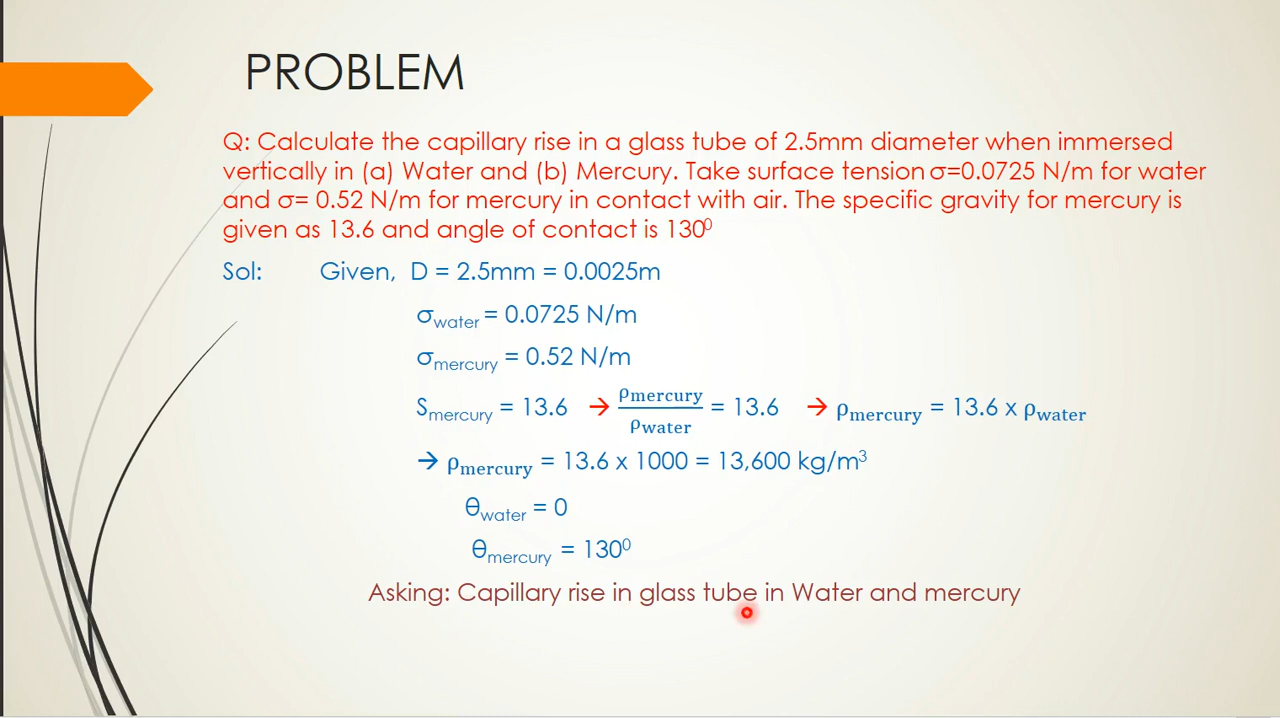 PROBLEM
Q: Calculate the capillary rise in a glass tube of 2.5mm diameter when immersed
vertically in (a) Water and (b) Mercury. Take surface tension σ=0.0725 N/m for water
and σ= 0.52 N/m for mercury in contact with air. The specific gravity for mercury is
given as 13.6 and angle of contact is 130⁰
Sol: Given, D = 2.5mm = 0.0025m
σwater = 0.0725 N/m
σmercury = 0.52 N/m
Smercury = 13.6 → ρmercury/ρwater = 13.6 → ρmercury = 13.6 x ρwater
→ ρmercury = 13.6 x 1000 = 13,600 kg/m³
θwater = 0
θmercury = 130⁰
Asking: Capillary rise in glass tube in Water and mercury